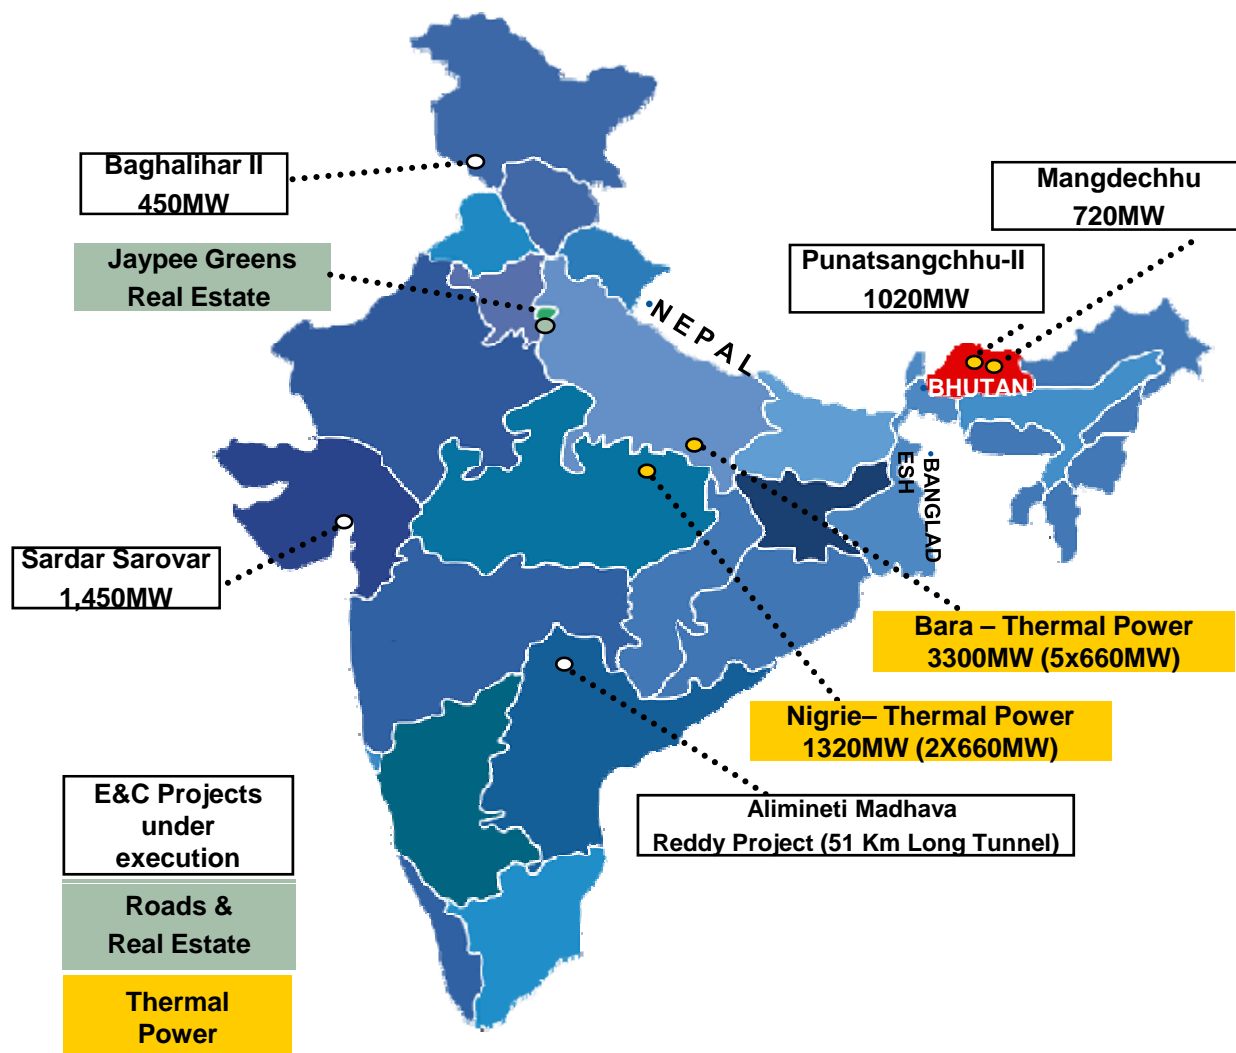 Baghalihar II
450MW
Mangdechhu
720MW
Jaypee Greens
Real Estate
Punatsangchhu-II
1020MW
NEPAL
BHUTAN
BANGLAD
ESH
Sardar Sarovar
1,450MW
Bara – Thermal Power
3300MW (5x660MW)
Nigrie– Thermal Power
1320MW (2X660MW)
Alimineti Madhava
Reddy Project (51 Km Long Tunnel)
E&C Projects
under
execution
Roads &
Real Estate
Thermal
Power